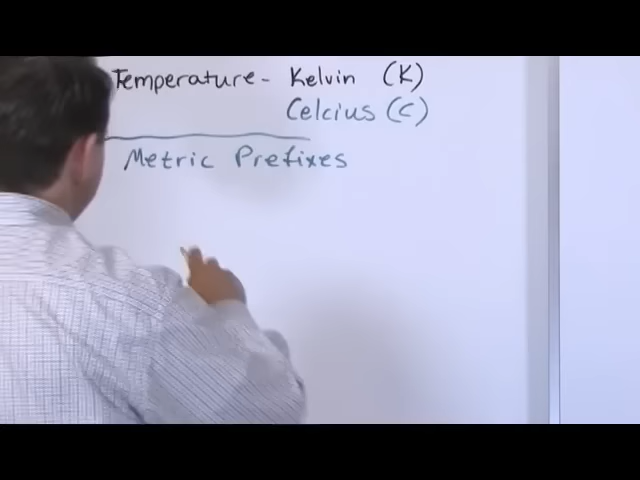 Temperature - Kelvin (K)
Celcius (C)
Metric Prefixes